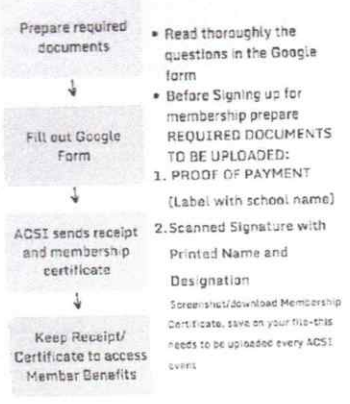 Prepare required
documents
Fill out Google
Form
ACSI sends receipt
and membership
certificate
Keep Receipt/
Certificate to access
Member Benefits
• Read thoroughly the
questions in the Google
form
• Before Signing up for
membership prepare
REQUIRED DOCUMENTS
TO BE UPLOADED:
1. PROOF OF PAYMENT
(Label with school name)
2. Scanned Signature with
Printed Name and
Designation
Screenshot/download Membership
Certificate, save on your file-this
needs to be uploaded every ACSI
event